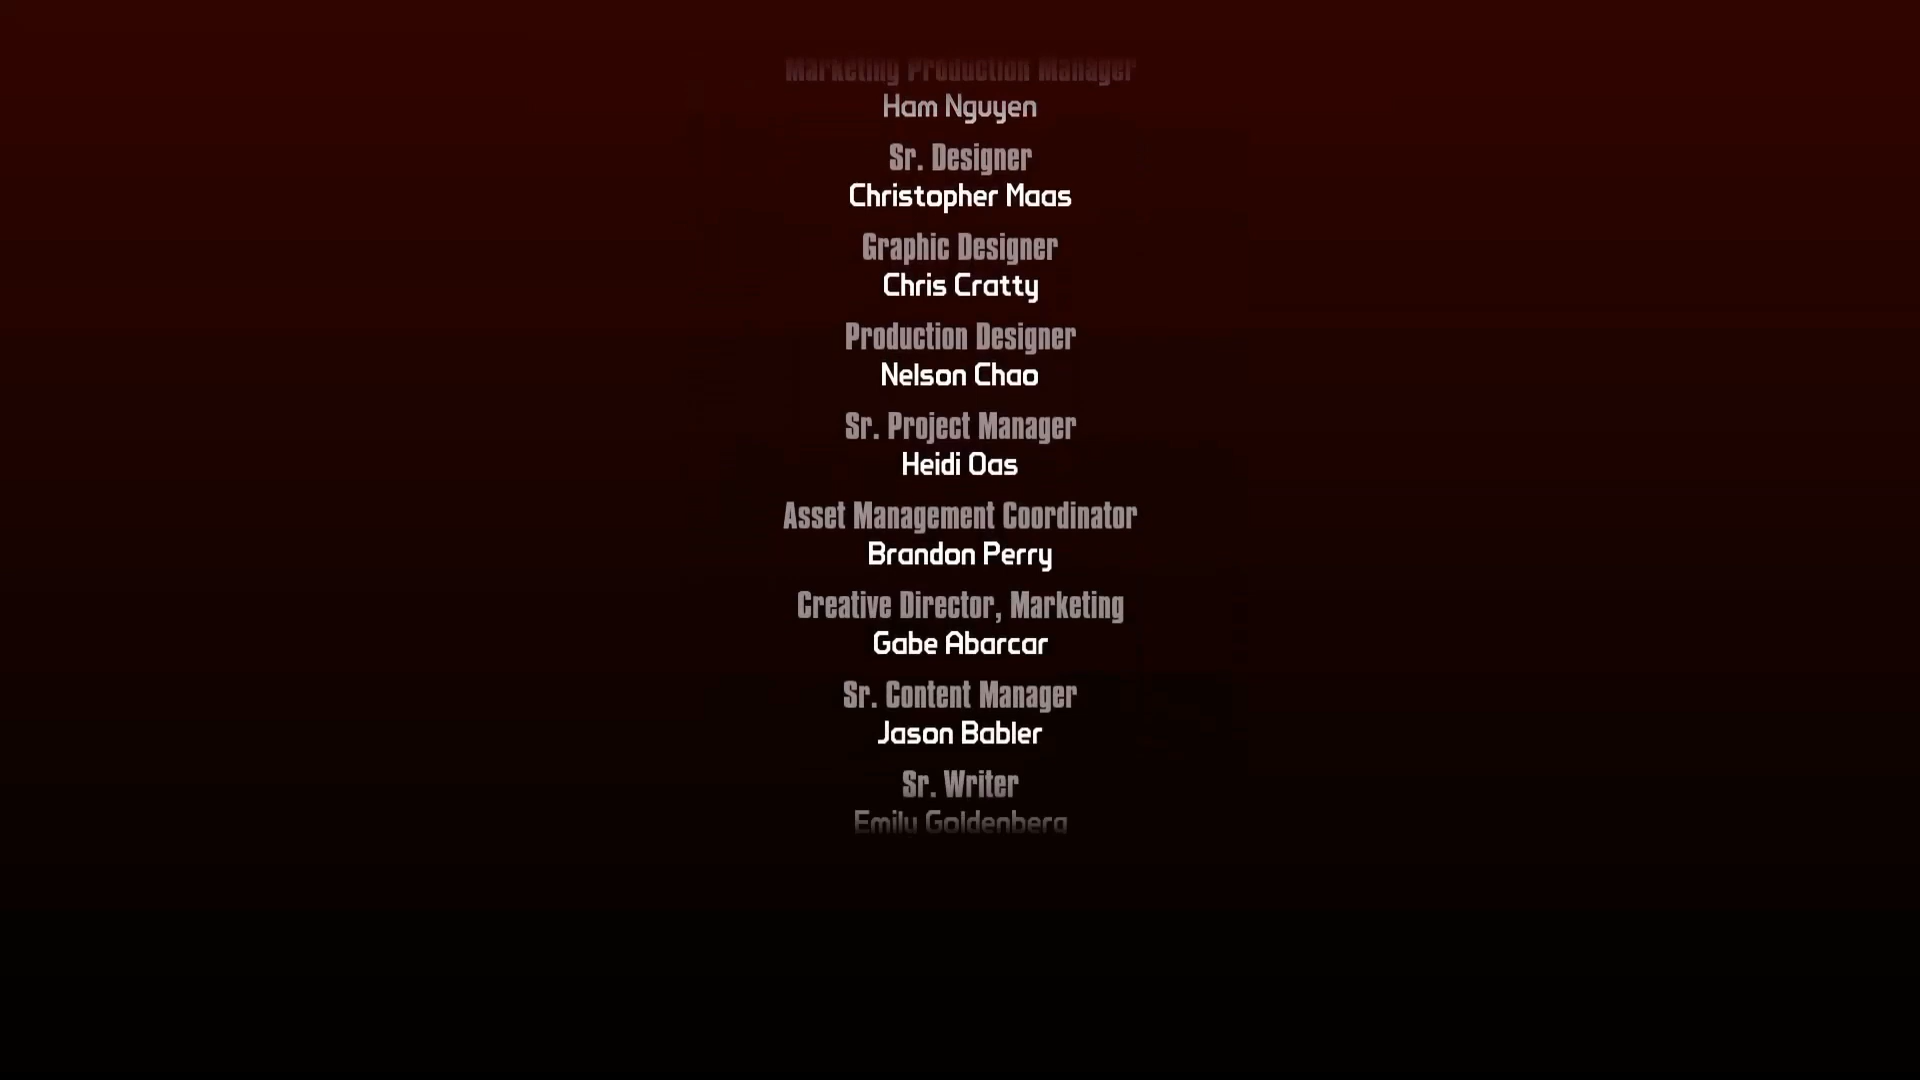 Marketing Production Manager
Ham Nguyen
Sr. Designer
Christopher Maas
Graphic Designer
Chris Cratty
Production Designer
Nelson Chao
Sr. Project Manager
Heidi Oas
Asset Management Coordinator
Brandon Perry
Creative Director, Marketing
Gabe Abarcar
Sr. Content Manager
Jason Babler
Sr. Writer
Emily Goldenberg